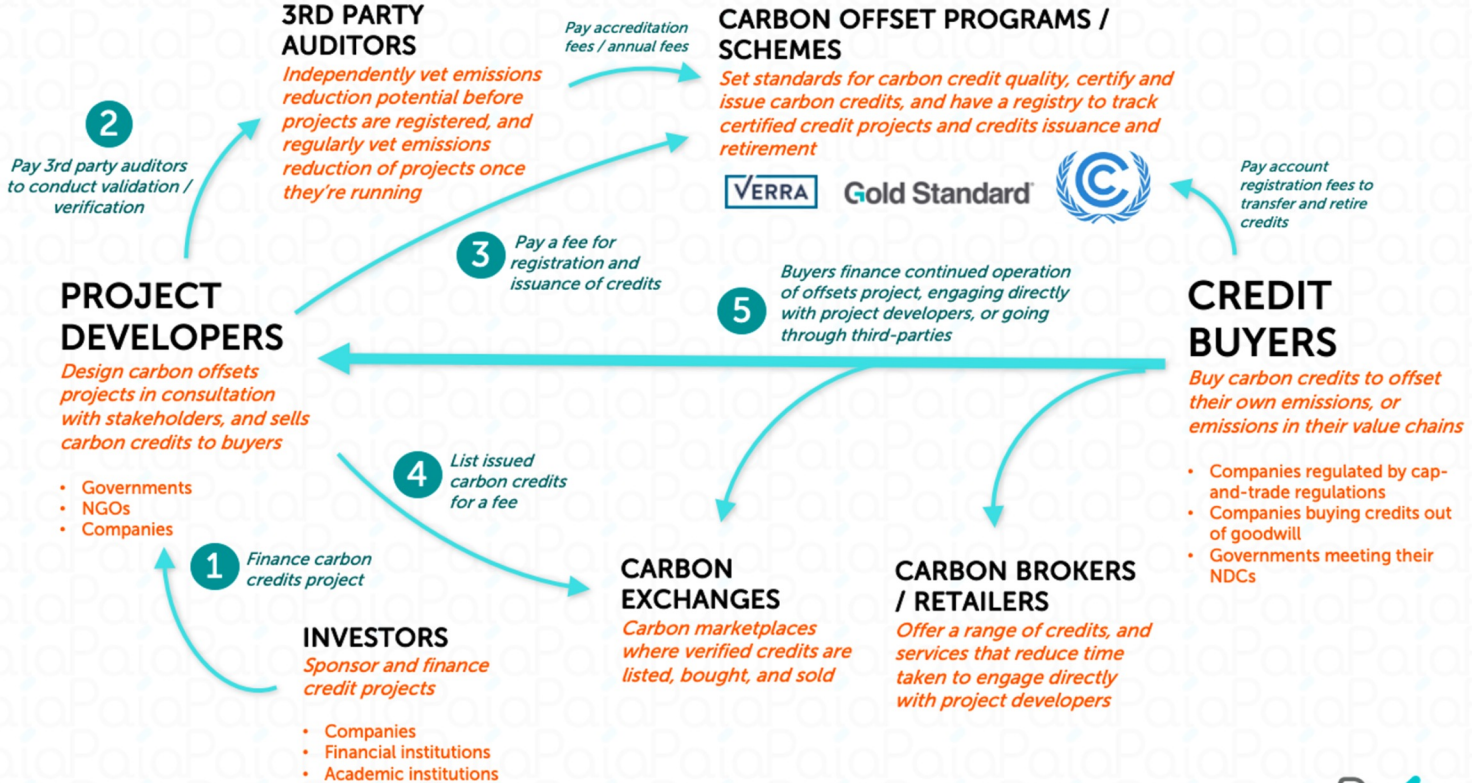 3RD PARTY
AUDITORS
Independently vet emissions
reduction potential before
projects are registered, and
regularly vet emissions
reduction of projects once
they're running
Pay accreditation
fees / annual fees
CARBON OFFSET PROGRAMS /
SCHEMES
Set standards for carbon credit quality, certify and
issue carbon credits, and have a registry to track
certified credit projects and credits issuance and
retirement
VERRA
Gold Standard
2
Pay 3rd party auditors
to conduct validation /
verification
Pay account
registration fees to
transfer and retire
credits
3
Pay a fee for
registration and
issuance of credits
PROJECT
DEVELOPERS
Design carbon offsets
projects in consultation
with stakeholders, and sells
carbon credits to buyers
• Governments
• NGOs
• Companies
5
Buyers finance continued operation
of offsets project, engaging directly
with project developers, or going
through third-parties
CREDIT
BUYERS
Buy carbon credits to offset
their own emissions, or
emissions in their value chains
• Companies regulated by cap-
and-trade regulations
• Companies buying credits out
of goodwill
• Governments meeting their
NDCs
4
List issued
carbon credits
for a fee
1
Finance carbon
credits project
INVESTORS
Sponsor and finance
credit projects
• Companies
• Financial institutions
• Academic institutions
CARBON
EXCHANGES
Carbon marketplaces
where verified credits are
listed, bought, and sold
CARBON BROKERS
/ RETAILERS
Offer a range of credits, and
services that reduce time
taken to engage directly
with project developers